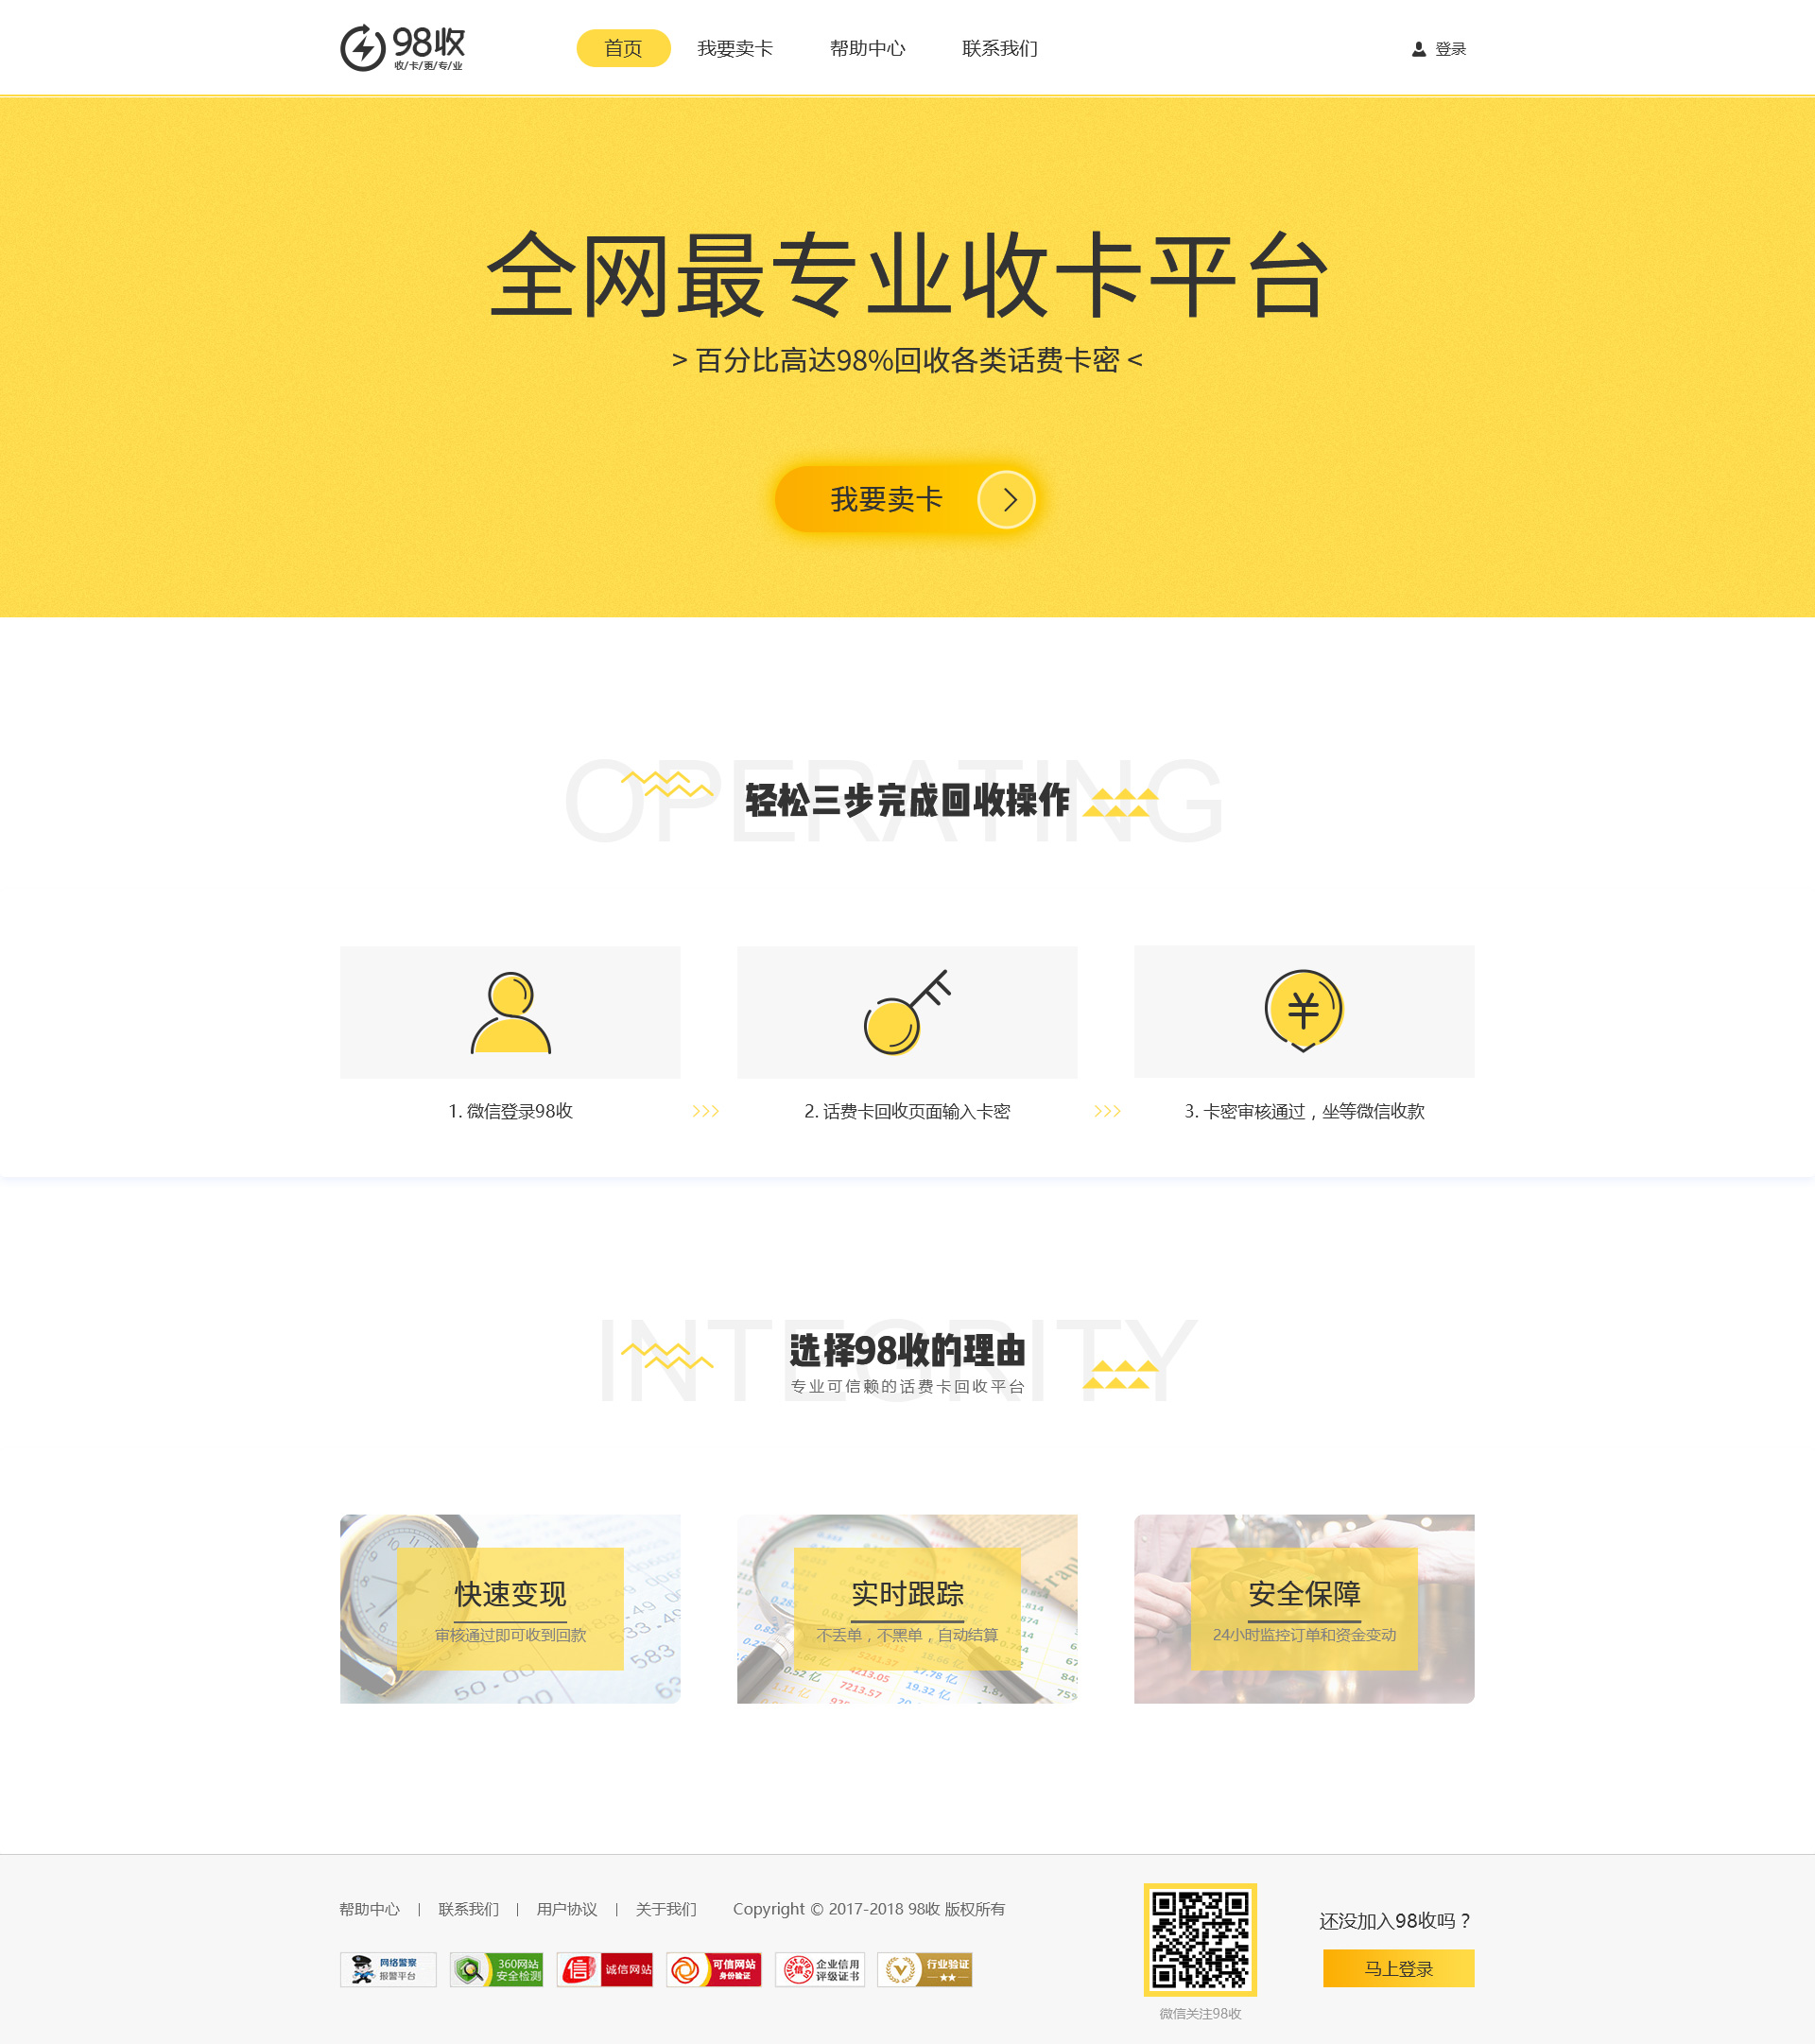 98收
收/卡/更/专/业
首页
我要卖卡
帮助中心
联系我们
登录
全网最专业收卡平台
> 百分比高达98%回收各类话费卡密 <
我要卖卡
OPERATING
轻松三步完成回收操作
1. 微信登录98收
>>>
2. 话费卡回收页面输入卡密
>>>
3. 卡密审核通过，坐等微信收款
INTEGRITY
选择98收的理由
专业可信赖的话费卡回收平台
快速变现
审核通过即可收到回款
实时跟踪
不丢单，不黑单，自动结算
安全保障
24小时监控订单和资金变动
帮助中心 | 联系我们 | 用户协议 | 关于我们
Copyright © 2017-2018 98收 版权所有
网络警察
报警平台
360网站
安全检测
信
诚信网站
可信网站
身份验证
信
企业信用
评级证书
行业验证
微信关注98收
还没加入98收吗？
马上登录